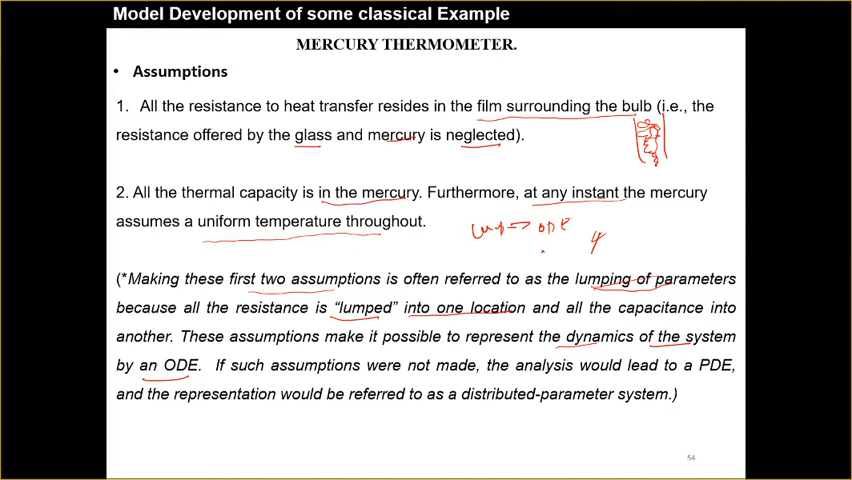 Model Development of some classical Example
MERCURY THERMOMETER.
• Assumptions
1. All the resistance to heat transfer resides in the film surrounding the bulb (i.e., the
resistance offered by the glass and mercury is neglected).
2. All the thermal capacity is in the mercury. Furthermore, at any instant the mercury
assumes a uniform temperature throughout.
ODE
(*Making these first two assumptions is often referred to as the lumping of parameters
because all the resistance is “lumped” into one location and all the capacitance into
another. These assumptions make it possible to represent the dynamics of the system
by an ODE. If such assumptions were not made, the analysis would lead to a PDE,
and the representation would be referred to as a distributed-parameter system.)
54